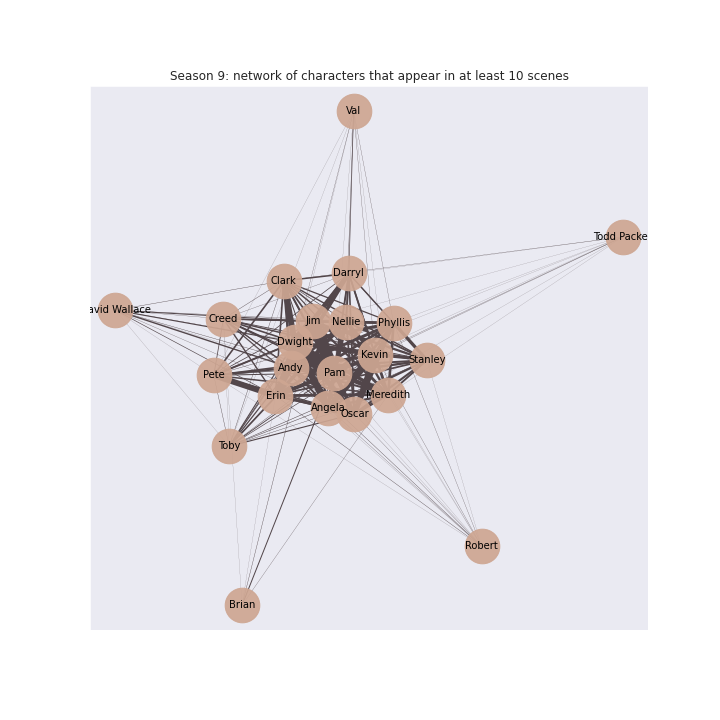 Season 9: network of characters that appear in at least 10 scenes
Val
Todd Packe
Darryl
Clark
avid Wallace
Creed
Jim
Nellie
Phyllis
Dwight
Kevin
Stanley
Andy
Pam
Pete
Erin
Meredith
Angela
Oscar
Toby
Robert
Brian